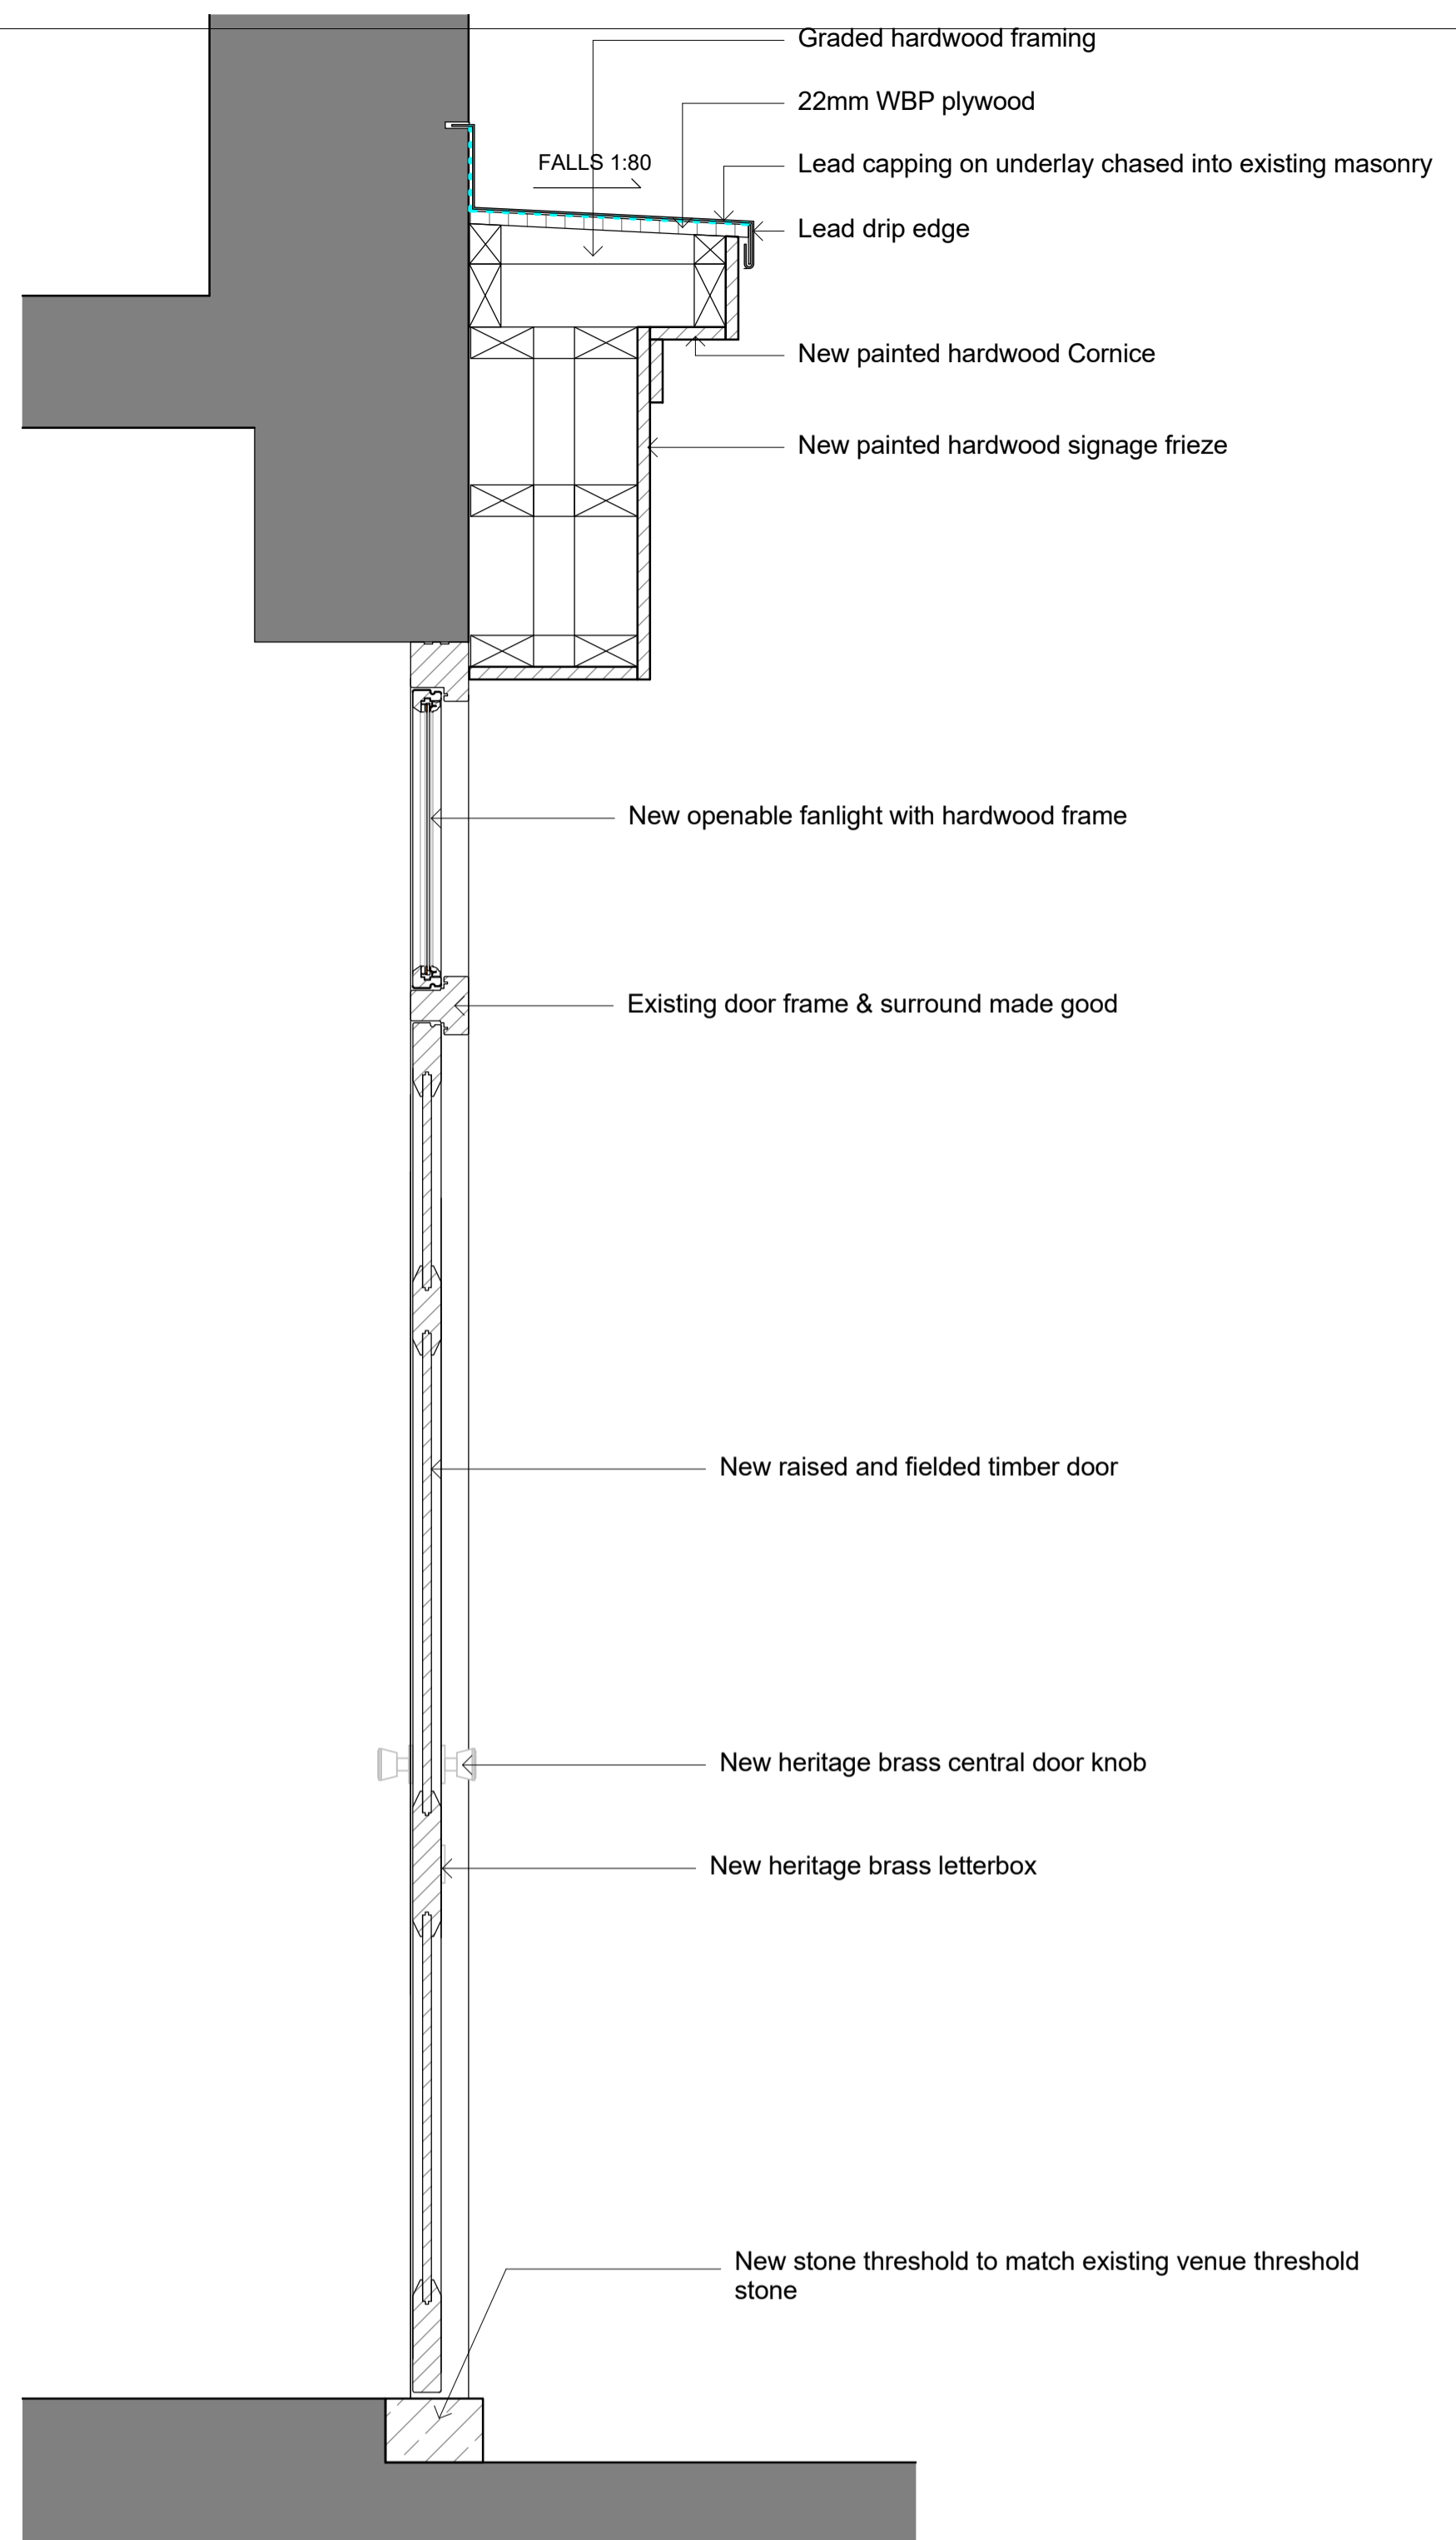 Graded hardwood framing
22mm WBP plywood
FALLS 1:80
Lead capping on underlay chased into existing masonry
Lead drip edge
New painted hardwood Cornice
New painted hardwood signage frieze
New openable fanlight with hardwood frame
Existing door frame & surround made good
New raised and fielded timber door
New heritage brass central door knob
New heritage brass letterbox
New stone threshold to match existing venue threshold
stone